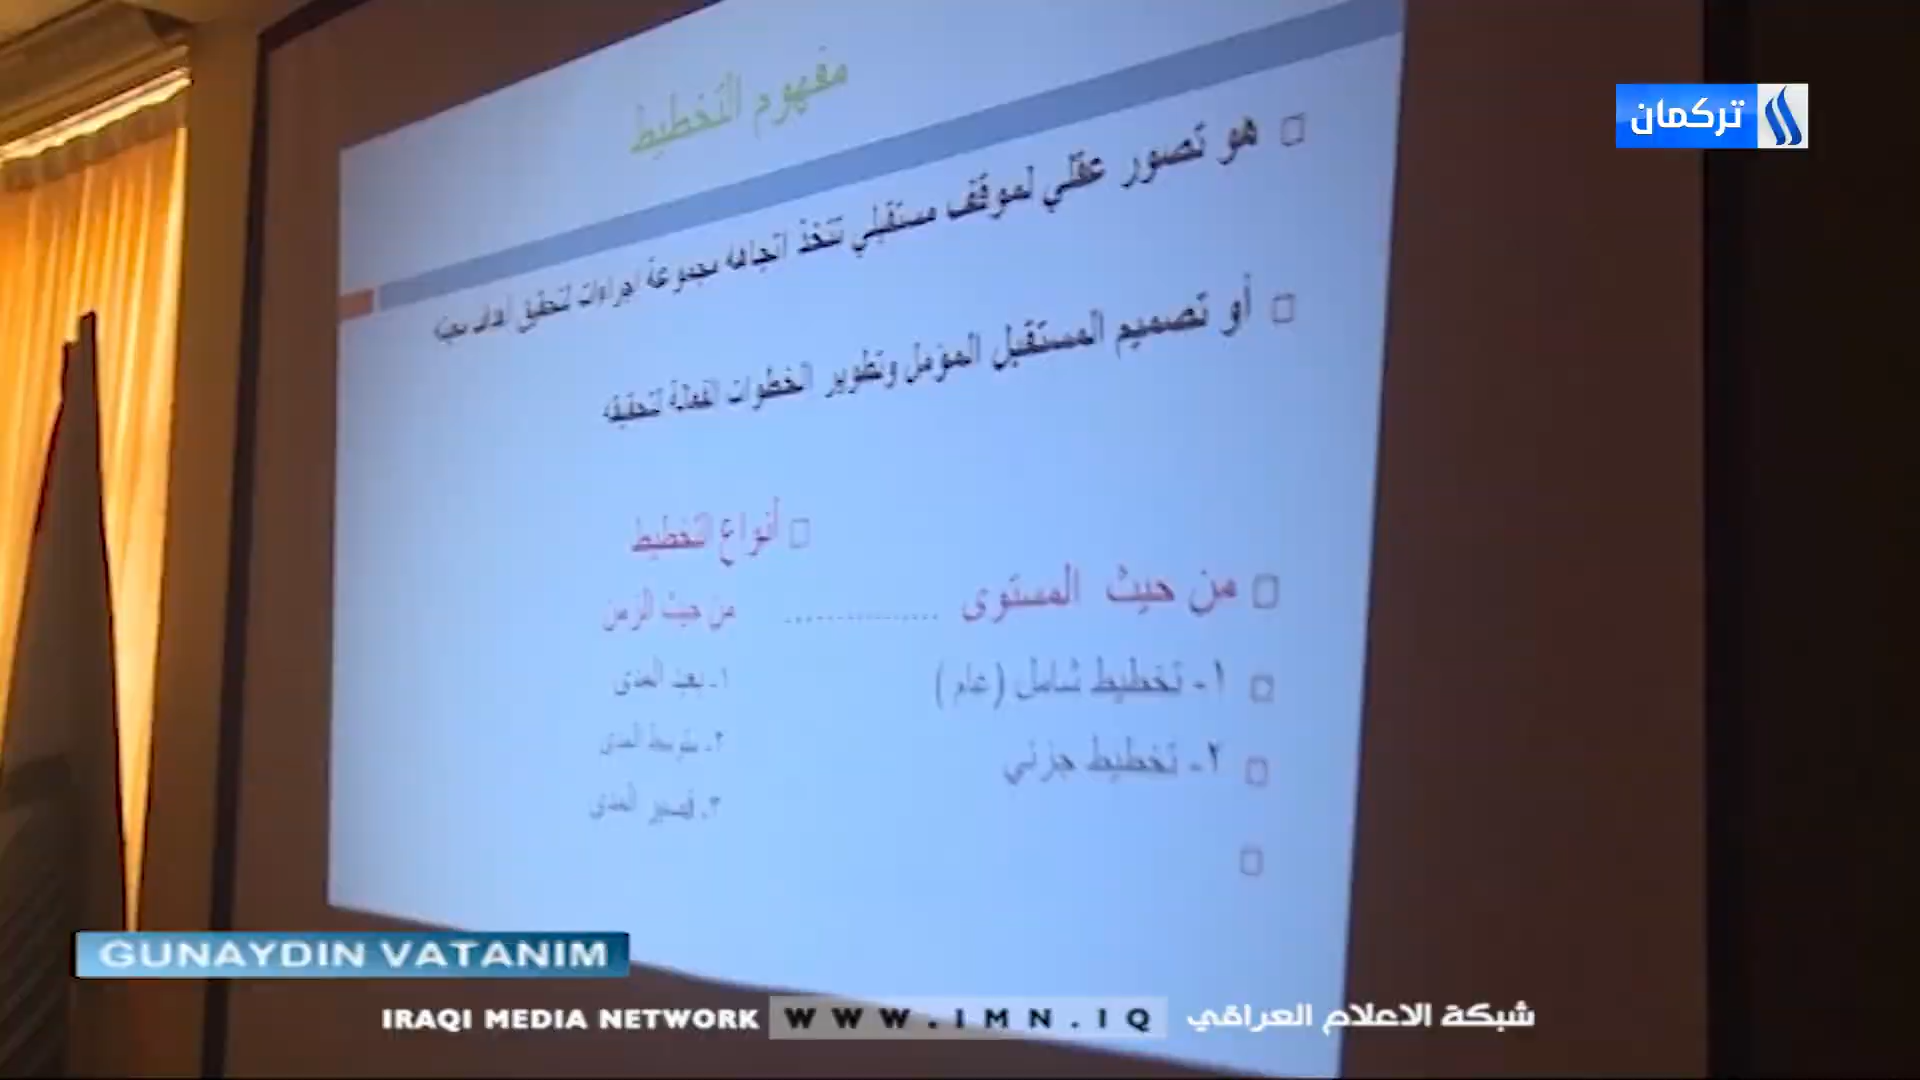 مفهوم التخطيط
تركمان
هو تصور عقلي لموقف مستقبلي تتخذ اتجاهه مجموعة اجراءات لتحقيق أهداف معينه
أو تصميم المستقبل المؤمل وتطوير الخطوات الفعالة لتحقيقه
أنواع التخطيط
من حيث المستوى ............... من حيث الزمن
١- تخطيط شامل (عام) ١- بعيد المدى
٢- تخطيط جزئي ٢- متوسط المدى
٣- قصير المدى
GUNAYDIN VATANIM
IRAQI MEDIA NETWORK WWW.IMN.IQ شبكة الاعلام العراقي